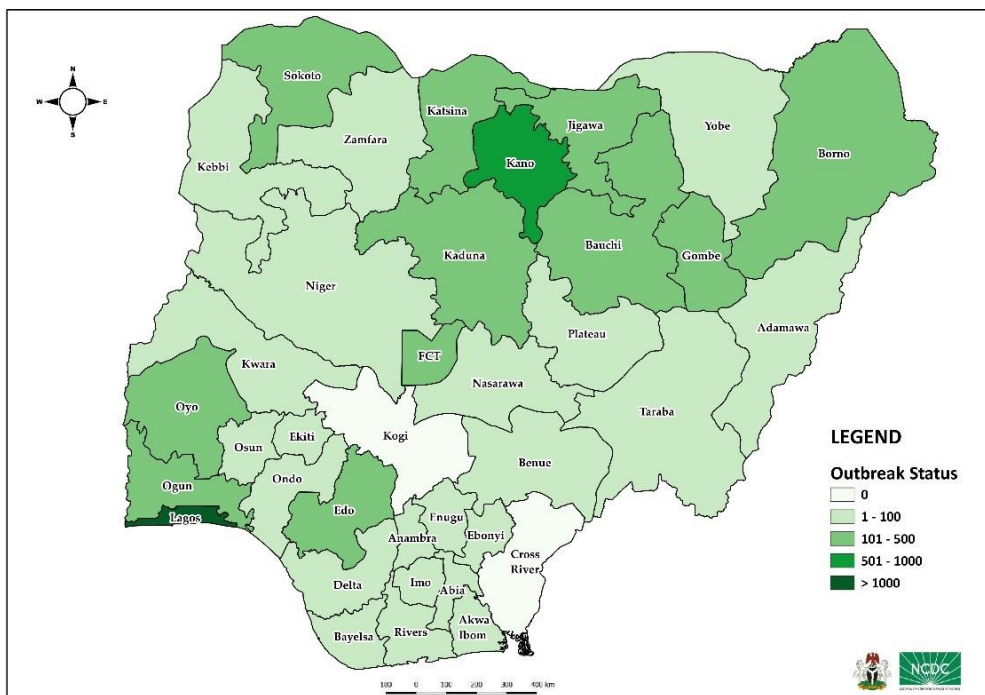 N
W E
S
Sokoto
Katsina
Jigawa
Yobe
Borno
Zamfara
Kebbi
Kano
Kaduna
Bauchi
Gombe
Niger
Plateau
Adamawa
FCT
Kwara
Nasarawa
Taraba
Oyo
Kogi
Osun
Ekiti
Benue
Ogun
Ondo
Lagos
Edo
Enugu
Anambra
Ebonyi
Cross
River
Delta
Imo
Abia
Akwa
Ibom
Bayelsa
Rivers
LEGEND
Outbreak Status
0
1 - 100
101 - 500
501 - 1000
> 1000
100 0 100 200 300 400 km
NCDC